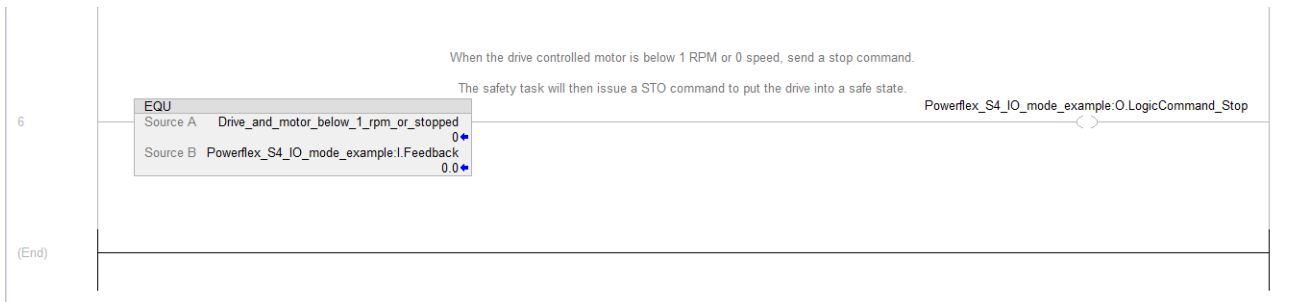 When the drive controlled motor is below 1 RPM or 0 speed, send a stop command.
The safety task will then issue a STO command to put the drive into a safe state.
EQU
Powerflex_S4_IO_mode_example:O.LogicCommand_Stop
6
Source A Drive_and_motor_below_1_rpm_or_stopped
0
Source B Powerflex_S4_IO_mode_example:I.Feedback
0.0
(End)